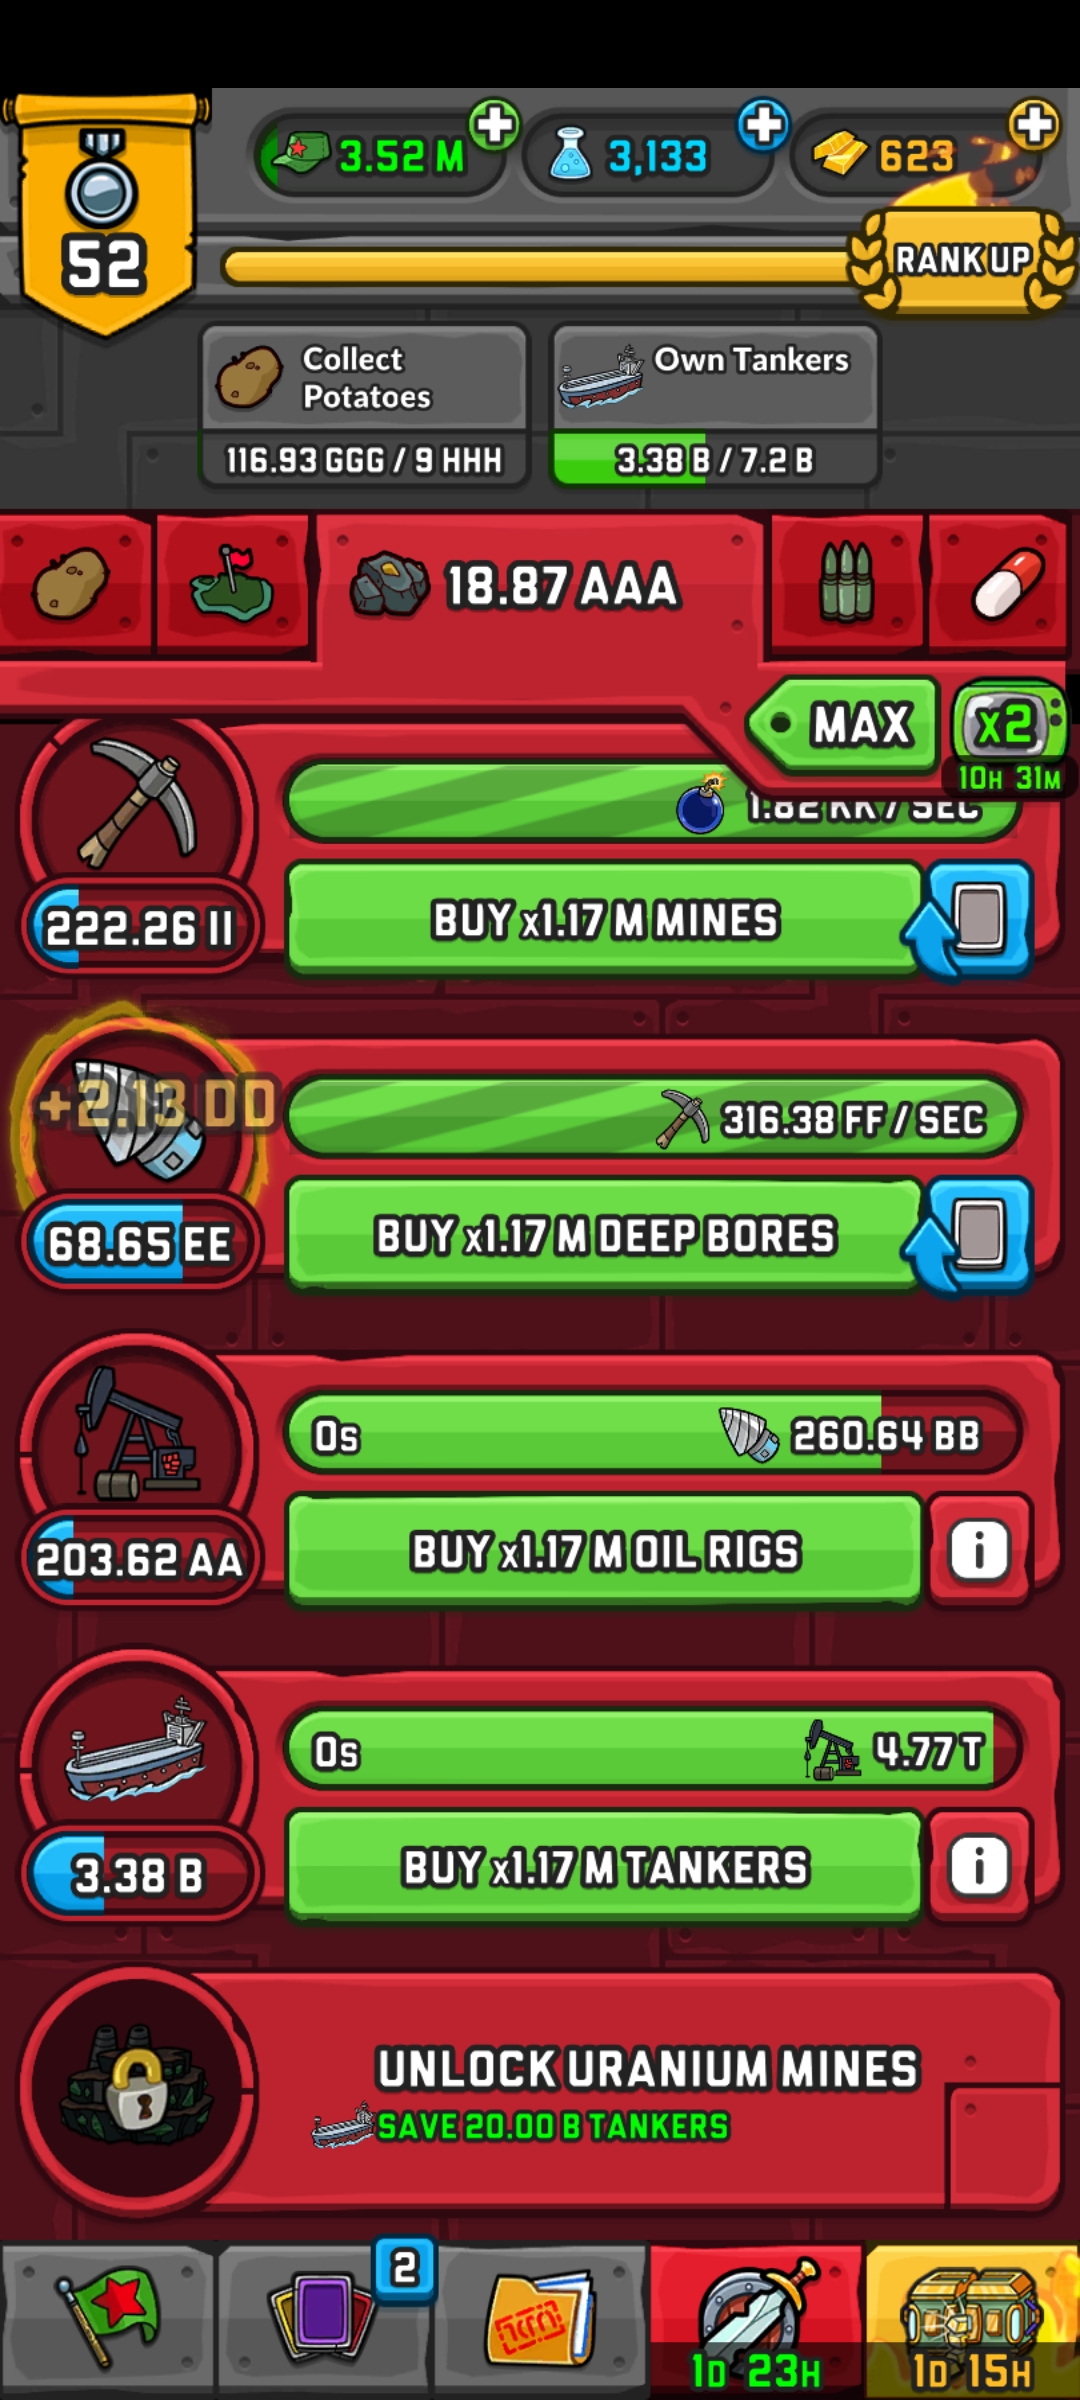 3.52 M
3,133
623
52
RANK UP
Collect
Potatoes
Own Tankers
116.93 GGG / 9 HHH
3.38 B / 7.2 B
18.87 AAA
MAX
x2
10H 31M
1.82 KK / SEC
222.26 II
BUY x1.17 M MINES
+2.13 DD
316.38 FF / SEC
68.65 EE
BUY x1.17 M DEEP BORES
0s
260.64 BB
203.62 AA
BUY x1.17 M OIL RIGS
i
0s
4.77 T
3.38 B
BUY x1.17 M TANKERS
i
UNLOCK URANIUM MINES
SAVE 20.00 B TANKERS
2
1D 23H
1D 15H